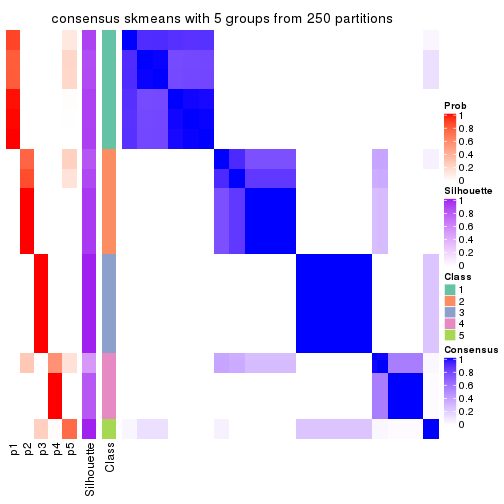 consensus skmeans with 5 groups from 250 partitions
Prob
1
0.8
0.6
0.4
0.2
0
Silhouette
1
0.8
0.6
0.4
0.2
0
Class
1
2
3
4
5
Consensus
1
0.8
0.6
0.4
0.2
0
p1
p2
p3
p4
p5
Silhouette
Class